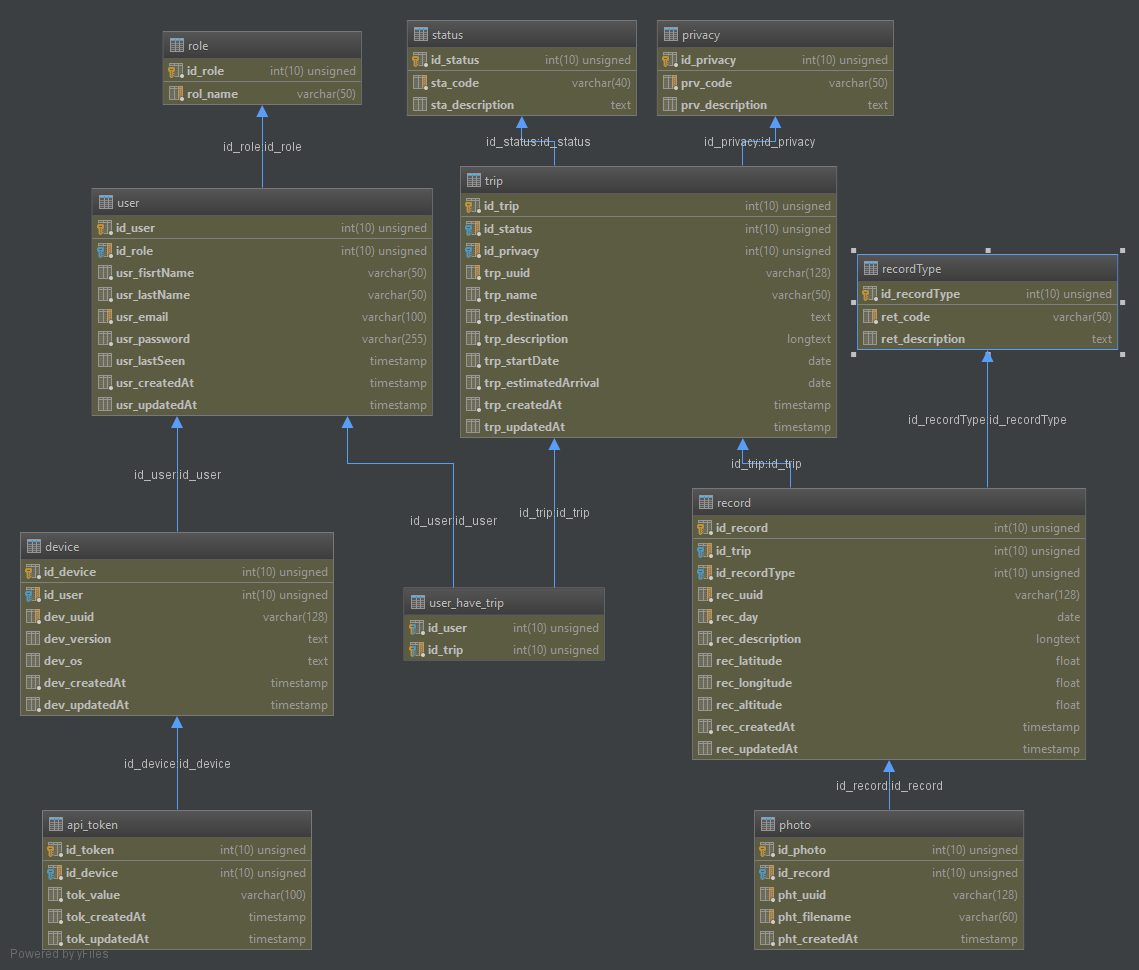 role
id_role int(10) unsigned
rol_name varchar(50)
status
id_status int(10) unsigned
sta_code varchar(40)
sta_description text
privacy
id_privacy int(10) unsigned
prv_code varchar(50)
prv_description text
id_role:id_role
id_status:id_status
id_privacy:id_privacy
user
id_user int(10) unsigned
id_role int(10) unsigned
usr_fisrtName varchar(50)
usr_lastName varchar(50)
usr_email varchar(100)
usr_password varchar(255)
usr_lastSeen timestamp
usr_createdAt timestamp
usr_updatedAt timestamp
trip
id_trip int(10) unsigned
id_status int(10) unsigned
id_privacy int(10) unsigned
trp_uuid varchar(128)
trp_name varchar(50)
trp_destination text
trp_description longtext
trp_startDate date
trp_estimatedArrival date
trp_createdAt timestamp
trp_updatedAt timestamp
recordType
id_recordType int(10) unsigned
ret_code varchar(50)
ret_description text
id_recordType:id_recordType
id_user:id_user
id_user:id_user
id_trip:id_trip
id_trip:id_trip
device
id_device int(10) unsigned
id_user int(10) unsigned
dev_uuid varchar(128)
dev_version text
dev_os text
dev_createdAt timestamp
dev_updatedAt timestamp
user_have_trip
id_user int(10) unsigned
id_trip int(10) unsigned
record
id_record int(10) unsigned
id_trip int(10) unsigned
id_recordType int(10) unsigned
rec_uuid varchar(128)
rec_day date
rec_description longtext
rec_latitude float
rec_longitude float
rec_altitude float
rec_createdAt timestamp
rec_updatedAt timestamp
id_device:id_device
id_record:id_record
api_token
id_token int(10) unsigned
id_device int(10) unsigned
tok_value varchar(100)
tok_createdAt timestamp
tok_updatedAt timestamp
photo
id_photo int(10) unsigned
id_record int(10) unsigned
pht_uuid varchar(128)
pht_filename varchar(60)
pht_createdAt timestamp
Powered by yFiles